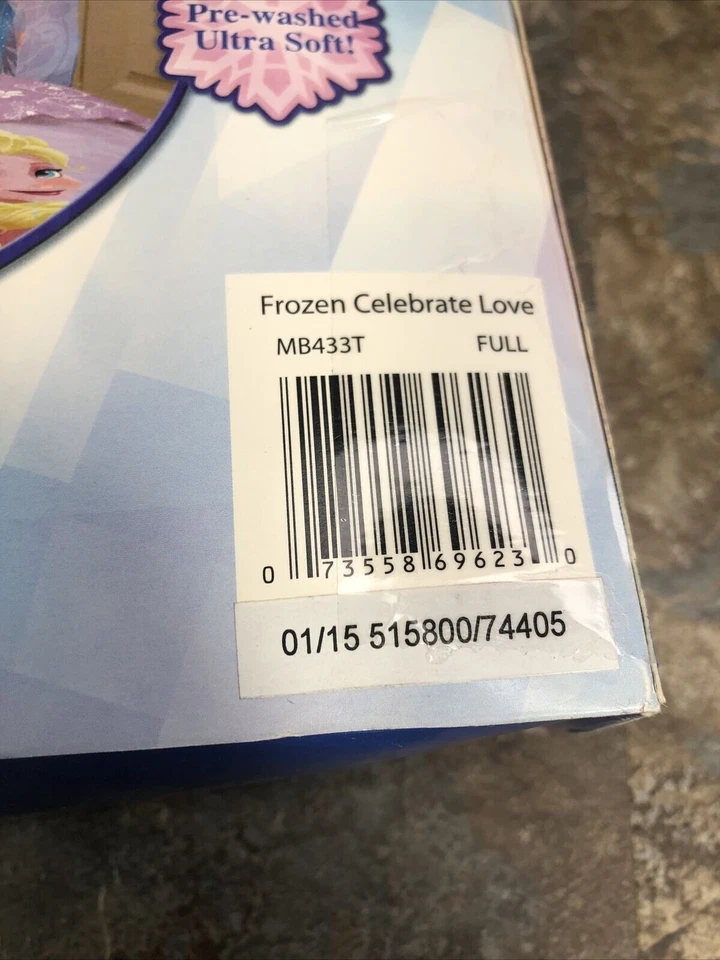 Pre-washed
Ultra Soft!
Frozen Celebrate Love
MB433T FULL
0 73558 69623 0
01/15 515800/74405